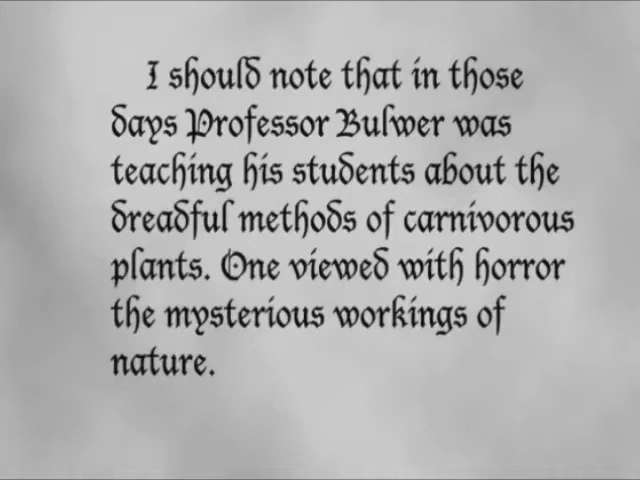 I should note that in those
days Professor Bulwer was
teaching his students about the
dreadful methods of carnivorous
plants. One viewed with horror
the mysterious workings of
nature.